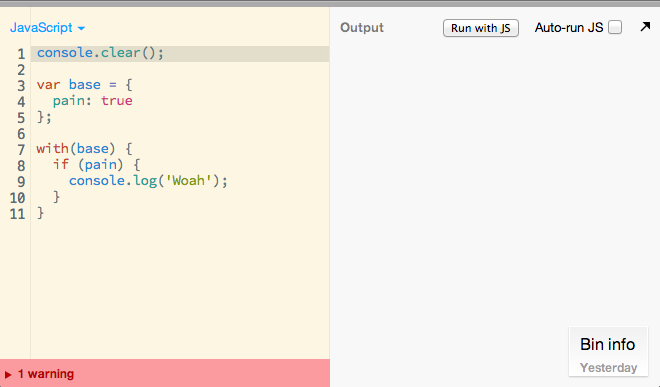 JavaScript
Output
Run with JS
Auto-run JS
1 console.clear();
2
3 var base = {
4   pain: true
5 };
6
7 with(base) {
8   if (pain) {
9     console.log('Woah');
10   }
11 }
1 warning
Bin info
Yesterday